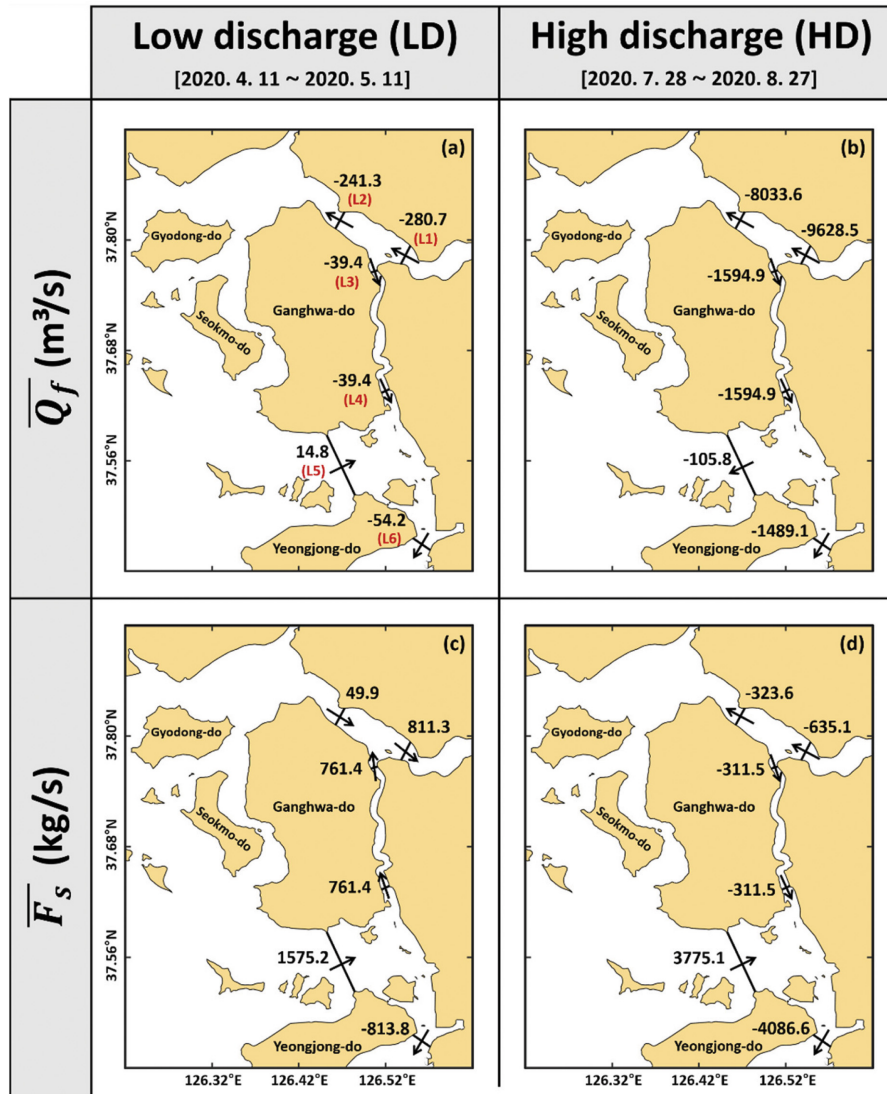 Low discharge (LD)
[2020. 4. 11 ~ 2020. 5. 11]
High discharge (HD)
[2020. 7. 28 ~ 2020. 8. 27]
Q̅f (m³/s)
(a)
-241.3
(L2)
-280.7
(L1)
37.80°N
Gyodong-do
-39.4
(L3)
Seokmo-do
Ganghwa-do
37.68°N
-39.4
(L4)
14.8
(L5)
37.56°N
-54.2
(L6)
Yeongjong-do
(b)
-8033.6
-9628.5
Gyodong-do
-1594.9
Seokmo-do
Ganghwa-do
-1594.9
-105.8
-1489.1
Yeongjong-do
F̅s (kg/s)
(c)
49.9
811.3
37.80°N
Gyodong-do
761.4
Seokmo-do
Ganghwa-do
37.68°N
761.4
1575.2
37.56°N
-813.8
Yeongjong-do
126.32°E 126.42°E 126.52°E
(d)
-323.6
-635.1
Gyodong-do
-311.5
Seokmo-do
Ganghwa-do
-311.5
3775.1
-4086.6
Yeongjong-do
126.32°E 126.42°E 126.52°E